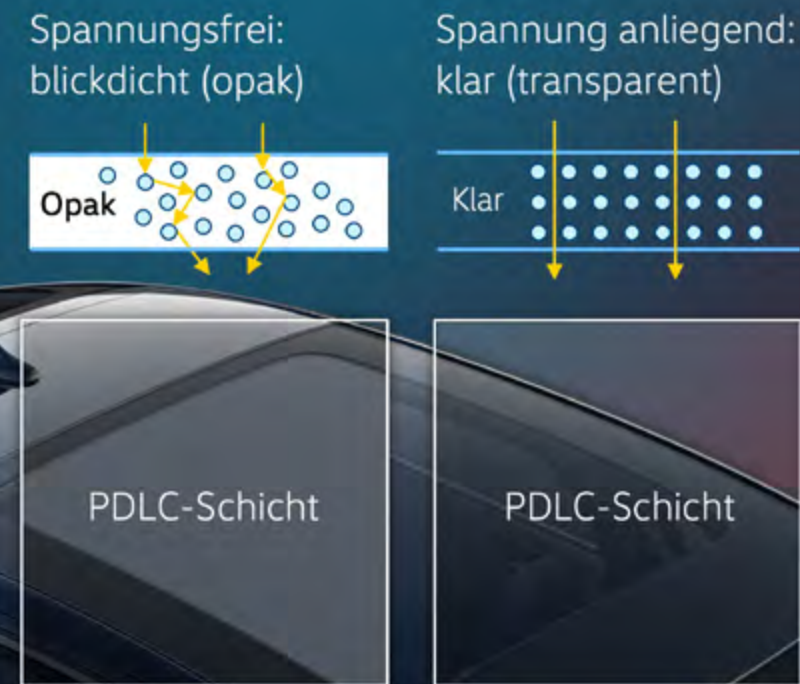 Spannungsfrei:
blickdicht (opak)
Spannung anliegend:
klar (transparent)
Opak
Klar
PDLC-Schicht
PDLC-Schicht